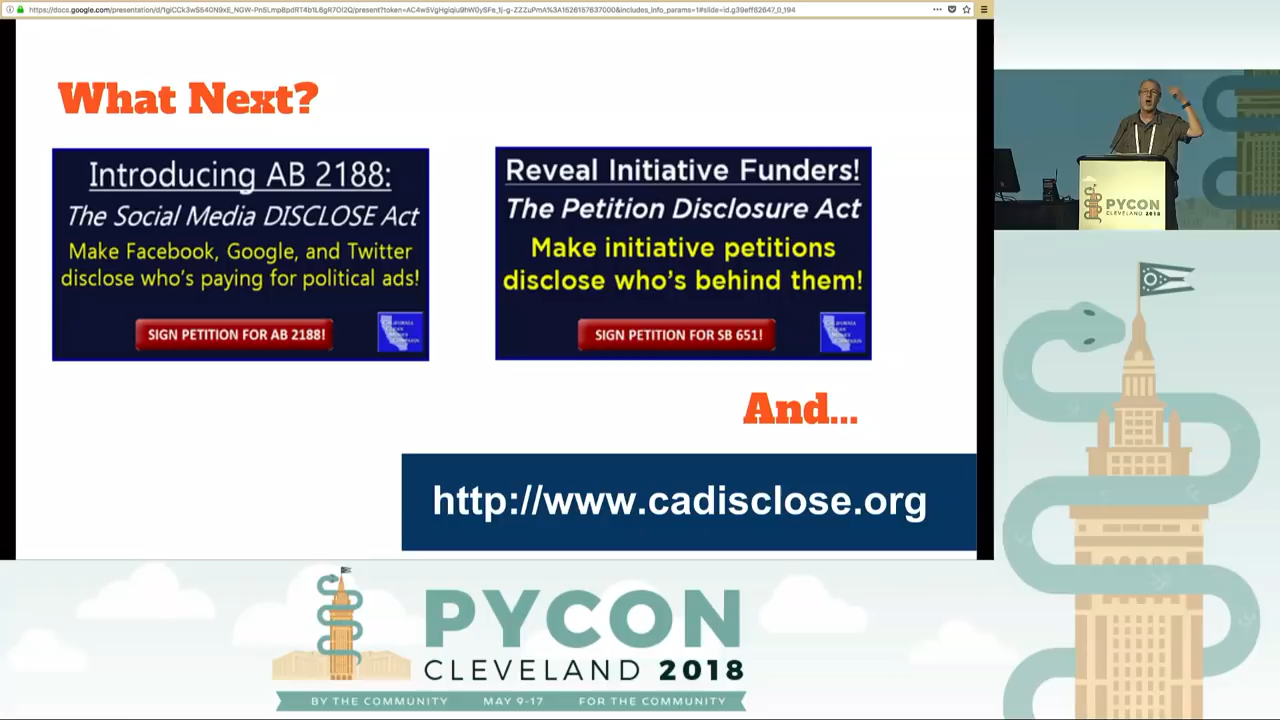 What Next?
Introducing AB 2188:
The Social Media DISCLOSE Act
Make Facebook, Google, and Twitter
disclose who's paying for political ads!
SIGN PETITION FOR AB 2188!
Reveal Initiative Funders!
The Petition Disclosure Act
Make initiative petitions
disclose who's behind them!
SIGN PETITION FOR SB 651!
And...
http://www.cadisclose.org
PYCON
CLEVELAND 2018
PYCON
CLEVELAND 2018
BY THE COMMUNITY MAY 9-17 FOR THE COMMUNITY